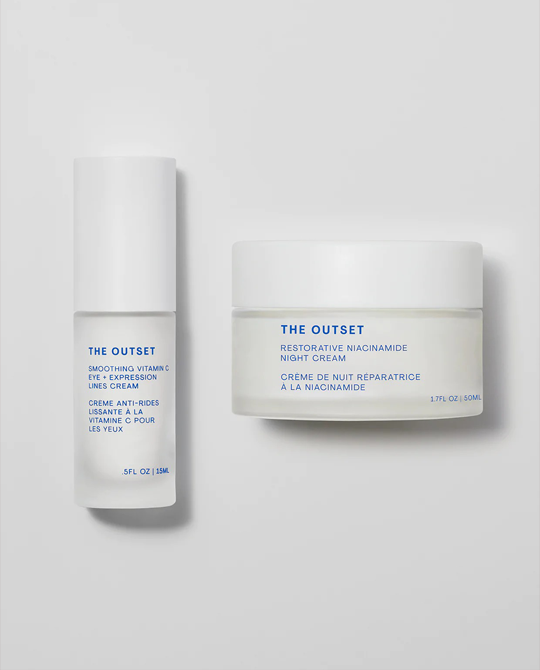 THE OUTSET
SMOOTHING VITAMIN C
EYE + EXPRESSION
LINES CREAM
CRÈME ANTI-RIDES
LISSANTE À LA
VITAMINE C POUR
LES YEUX
.5FL OZ | 15ML
THE OUTSET
RESTORATIVE NIACINAMIDE
NIGHT CREAM
CRÈME DE NUIT RÉPARATRICE
À LA NIACINAMIDE
1.7FL OZ | 50ML